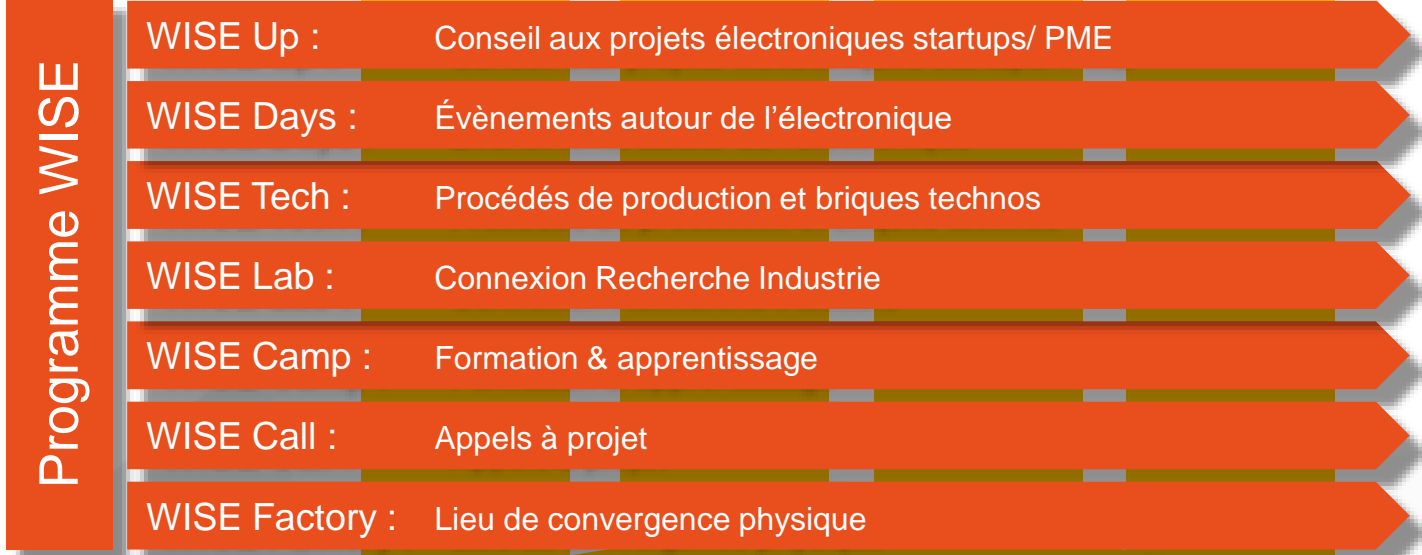 Programme WISE
WISE Up : Conseil aux projets électroniques startups/ PME
WISE Days : Évènements autour de l’électronique
WISE Tech : Procédés de production et briques technos
WISE Lab : Connexion Recherche Industrie
WISE Camp : Formation & apprentissage
WISE Call : Appels à projet
WISE Factory : Lieu de convergence physique